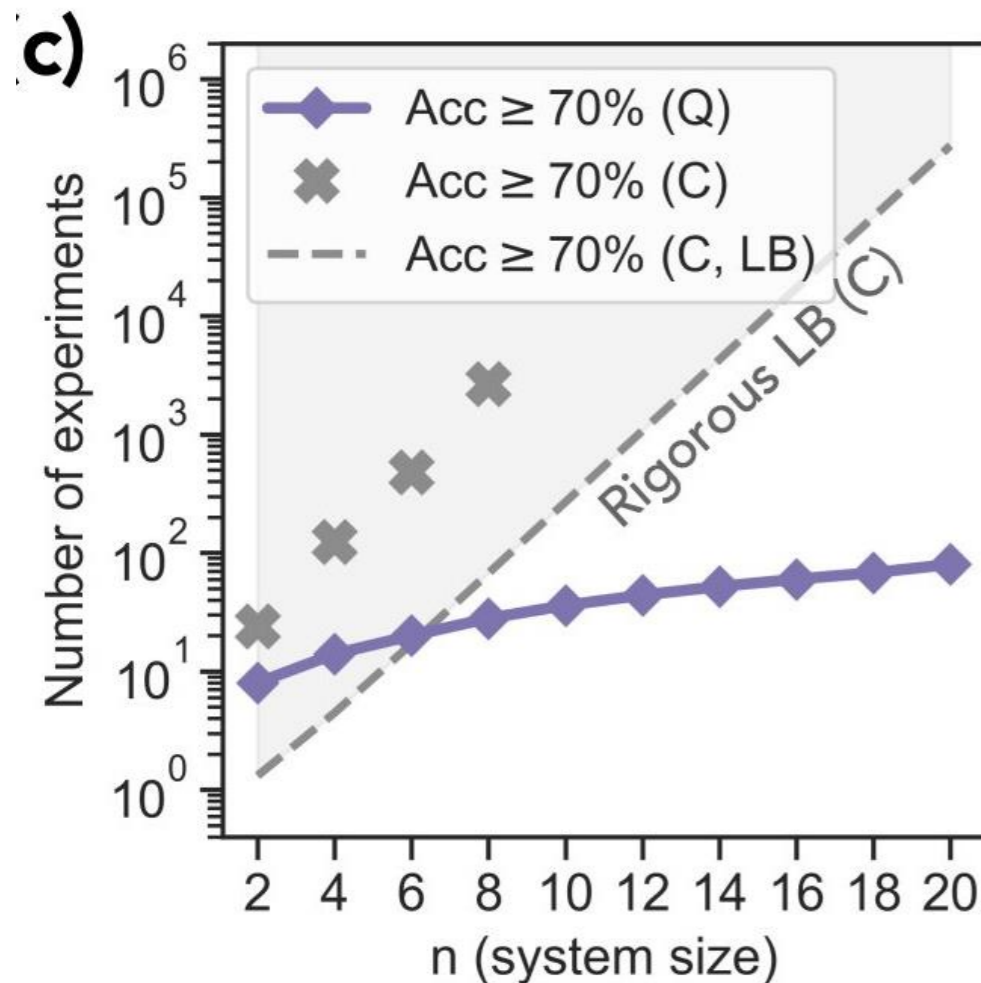 (c)
10^6
10^5
10^4
10^3
10^2
10^1
10^0
Number of experiments
Acc ≥ 70% (Q)
Acc ≥ 70% (C)
Acc ≥ 70% (C, LB)
Rigorous LB (C)
2 4 6 8 10 12 14 16 18 20
n (system size)